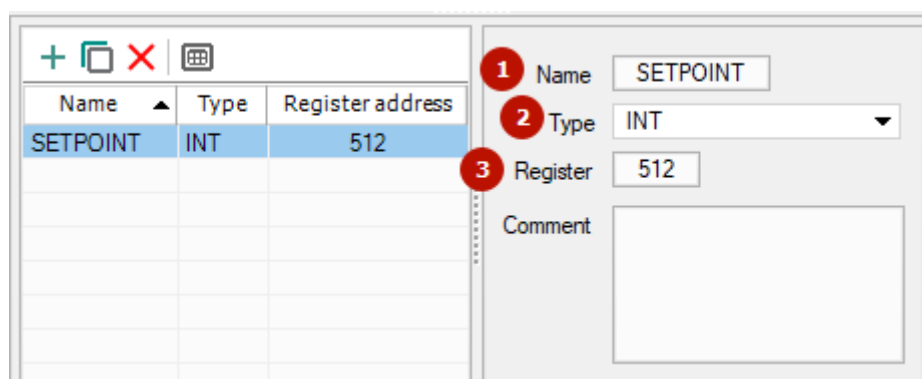 Name Type Register address
SETPOINT INT 512
1 Name SETPOINT
2 Type INT
3 Register 512
Comment